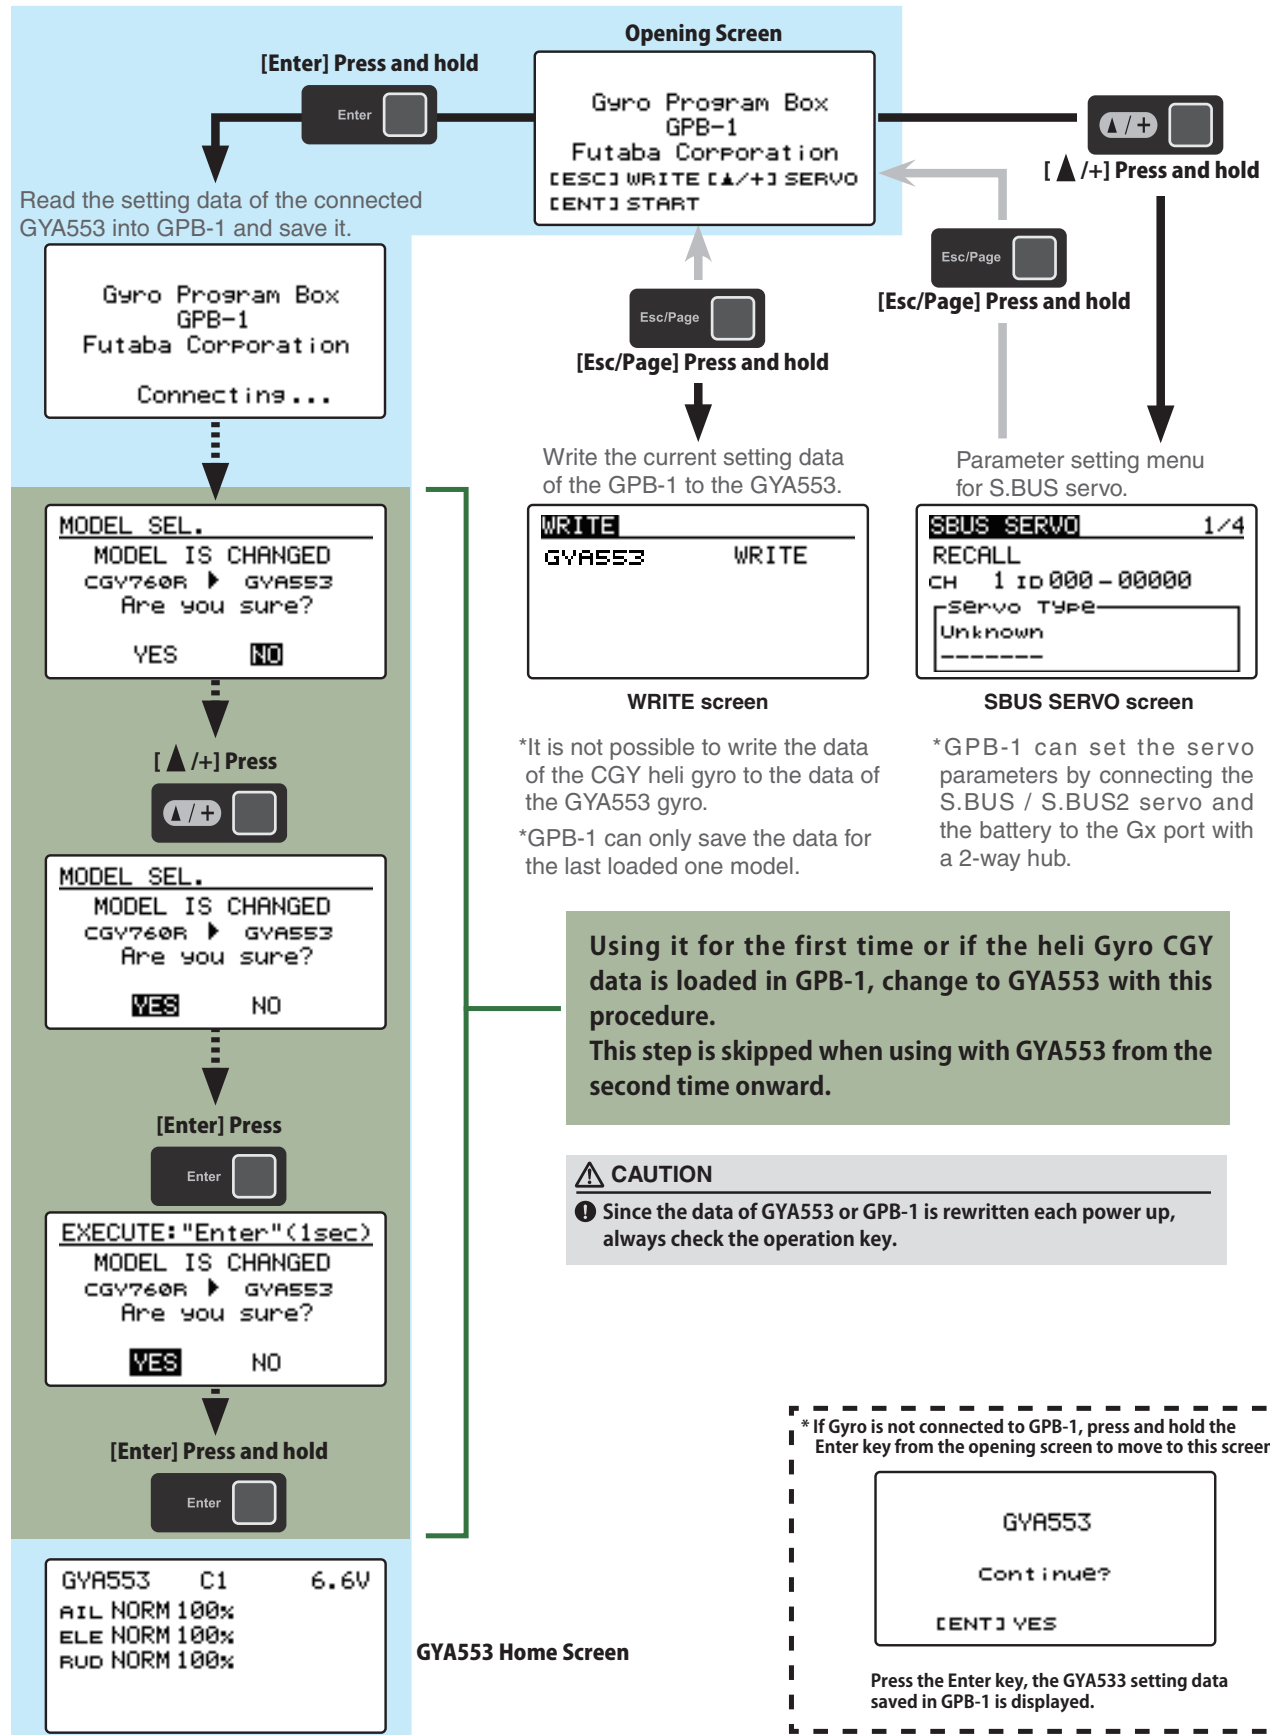 Opening Screen
[Enter] Press and hold
Enter
Gyro Program Box
GPB-1
Futaba Corporation
[ESC] WRITE [▲/+] SERVO
[ENT] START
▲/+
[ ▲ /+] Press and hold
Read the setting data of the connected
GYA553 into GPB-1 and save it.
Gyro Program Box
GPB-1
Futaba Corporation
Connecting...
Esc/Page
[Esc/Page] Press and hold
Esc/Page
[Esc/Page] Press and hold
Write the current setting data
of the GPB-1 to the GYA553.
WRITE
GYA553 WRITE
WRITE screen
*It is not possible to write the data
of the CGY heli gyro to the data of
the GYA553 gyro.
*GPB-1 can only save the data for
the last loaded one model.
Parameter setting menu
for S.BUS servo.
SBUS SERVO 1/4
RECALL
CH 1 ID 000 - 00000
Servo Type
Unknown
-------
SBUS SERVO screen
*GPB-1 can set the servo
parameters by connecting the
S.BUS / S.BUS2 servo and
the battery to the Gx port with
a 2-way hub.
MODEL SEL.
MODEL IS CHANGED
CGY760R ▶ GYA553
Are you sure?
YES NO
[ ▲ /+] Press
▲/+
MODEL SEL.
MODEL IS CHANGED
CGY760R ▶ GYA553
Are you sure?
YES NO
[Enter] Press
Enter
EXECUTE:"Enter"(1sec)
MODEL IS CHANGED
CGY760R ▶ GYA553
Are you sure?
YES NO
[Enter] Press and hold
Enter
GYA553 C1 6.6V
AIL NORM 100%
ELE NORM 100%
RUD NORM 100%
GYA553 Home Screen
Using it for the first time or if the heli Gyro CGY
data is loaded in GPB-1, change to GYA553 with this
procedure.
This step is skipped when using with GYA553 from the
second time onward.
CAUTION
Since the data of GYA553 or GPB-1 is rewritten each power up,
always check the operation key.
* If Gyro is not connected to GPB-1, press and hold the
Enter key from the opening screen to move to this screen
GYA553
Continue?
[ENT] YES
Press the Enter key, the GYA533 setting data
saved in GPB-1 is displayed.